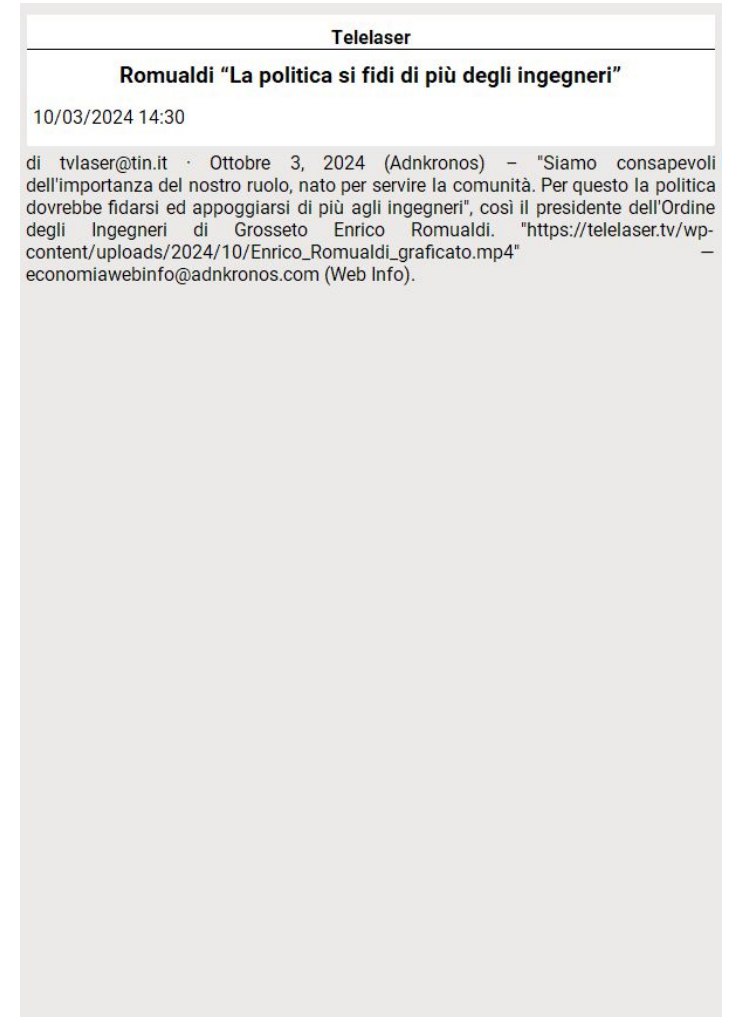 Telelaser
Romualdi “La politica si fidi di più degli ingegneri”
10/03/2024 14:30
di tvlaser@tin.it · Ottobre 3, 2024 (Adnkronos) – "Siamo consapevoli
dell'importanza del nostro ruolo, nato per servire la comunità. Per questo la politica
dovrebbe fidarsi ed appoggiarsi di più agli ingegneri", così il presidente dell'Ordine
degli Ingegneri di Grosseto Enrico Romualdi. "https://telelaser.tv/wp-
content/uploads/2024/10/Enrico_Romualdi_graficato.mp4" —
economiawebinfo@adnkronos.com (Web Info).